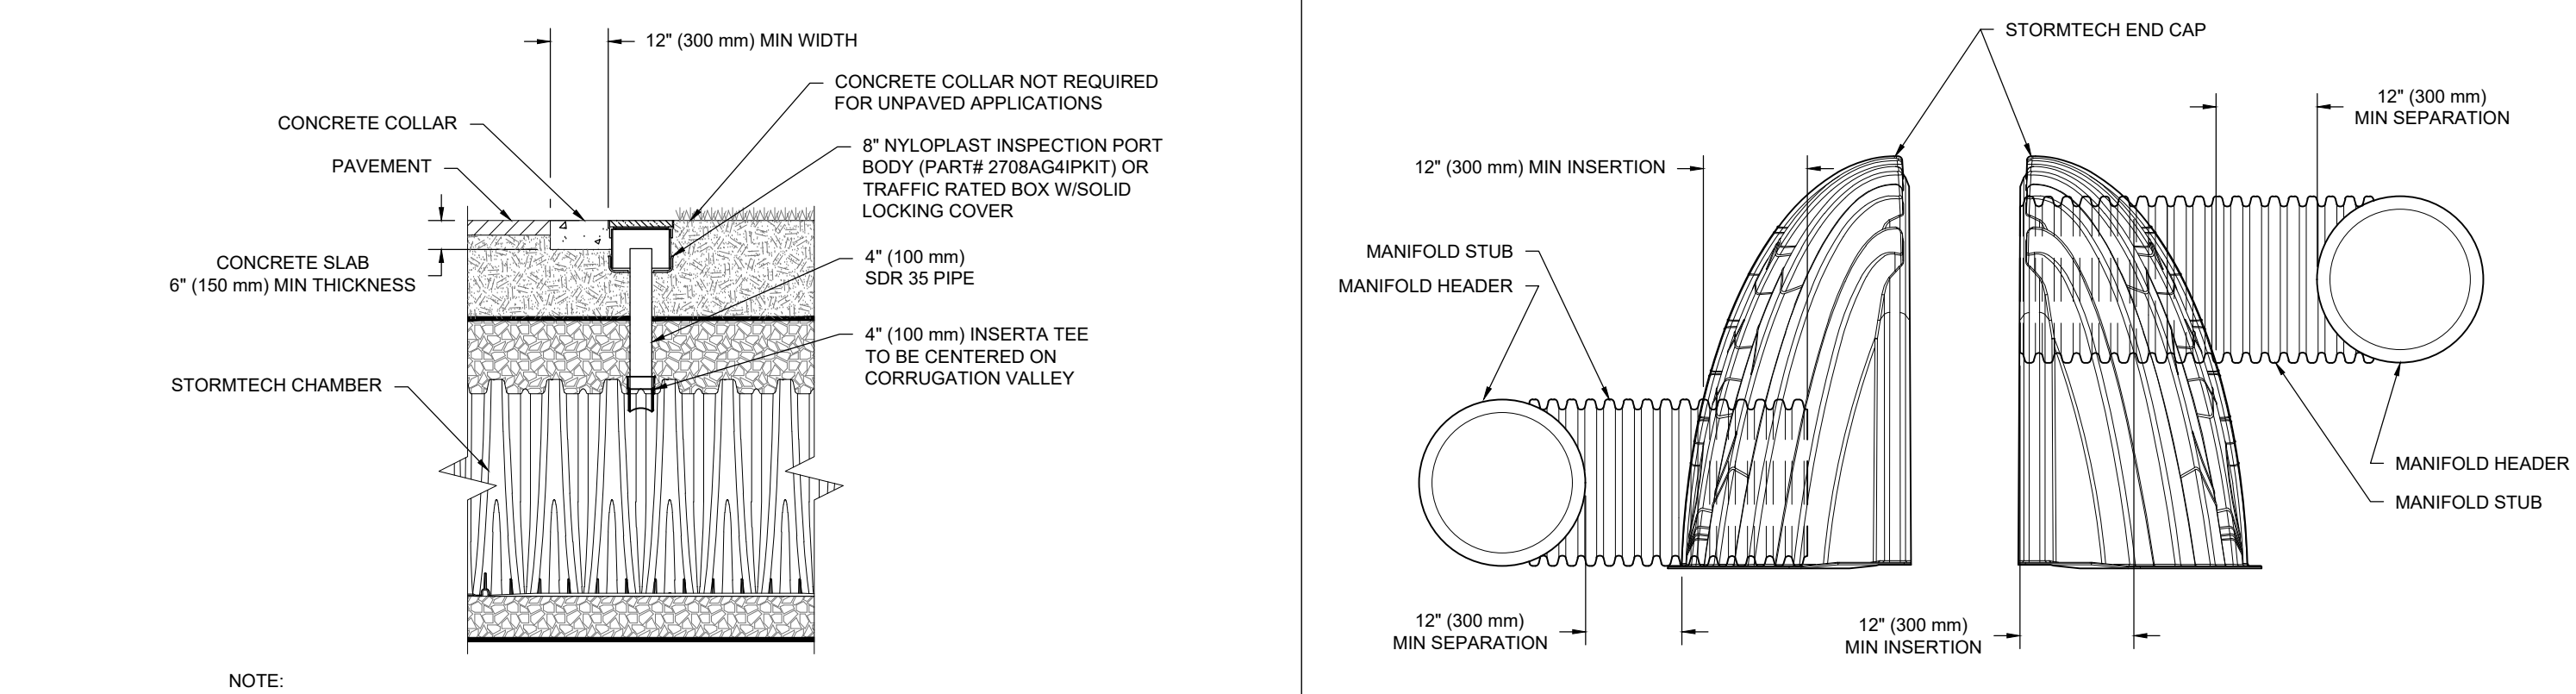 12" (300 mm) MIN WIDTH
CONCRETE COLLAR NOT REQUIRED
FOR UNPAVED APPLICATIONS
CONCRETE COLLAR
PAVEMENT
8" NYLOPLAST INSPECTION PORT
BODY (PART# 2708AG4IPKIT) OR
TRAFFIC RATED BOX W/SOLID
LOCKING COVER
CONCRETE SLAB
6" (150 mm) MIN THICKNESS
4" (100 mm)
SDR 35 PIPE
4" (100 mm) INSERTA TEE
TO BE CENTERED ON
CORRUGATION VALLEY
STORMTECH CHAMBER
NOTE:
STORMTECH END CAP
12" (300 mm)
MIN SEPARATION
12" (300 mm) MIN INSERTION
MANIFOLD STUB
MANIFOLD HEADER
MANIFOLD HEADER
MANIFOLD STUB
12" (300 mm)
MIN SEPARATION
12" (300 mm)
MIN INSERTION